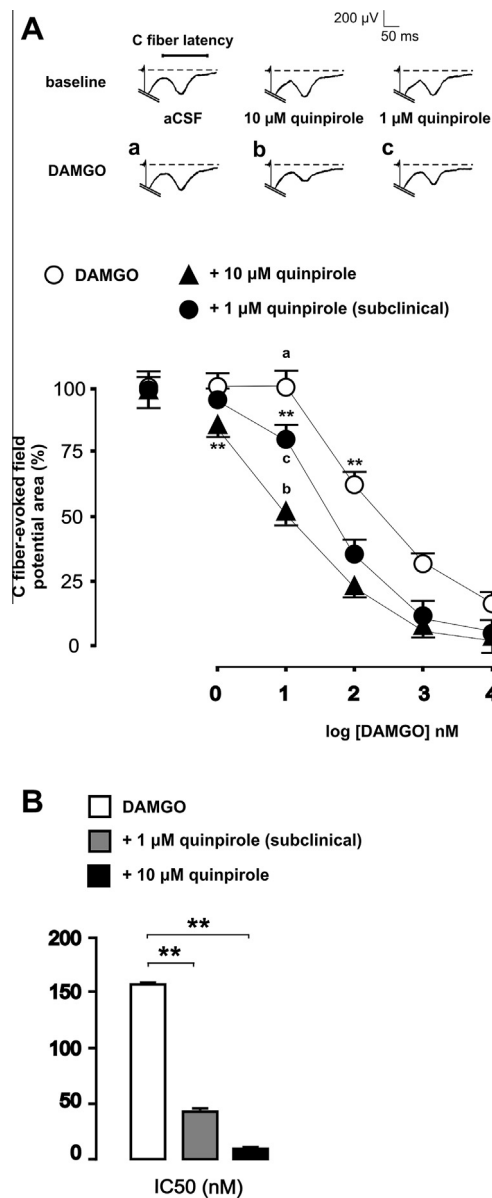 A
200 µV
50 ms
C fiber latency
baseline
aCSF
10 µM quinpirole
1 µM quinpirole
a
b
c
DAMGO
DAMGO
+ 10 µM quinpirole
+ 1 µM quinpirole (subclinical)
C fiber-evoked field
potential area (%)
100
75
50
25
0
a
**
**
c
**
b
0 1 2 3 4
log [DAMGO] nM
B
DAMGO
+ 1 µM quinpirole (subclinical)
+ 10 µM quinpirole
200
150
100
50
0
**
**
IC50 (nM)